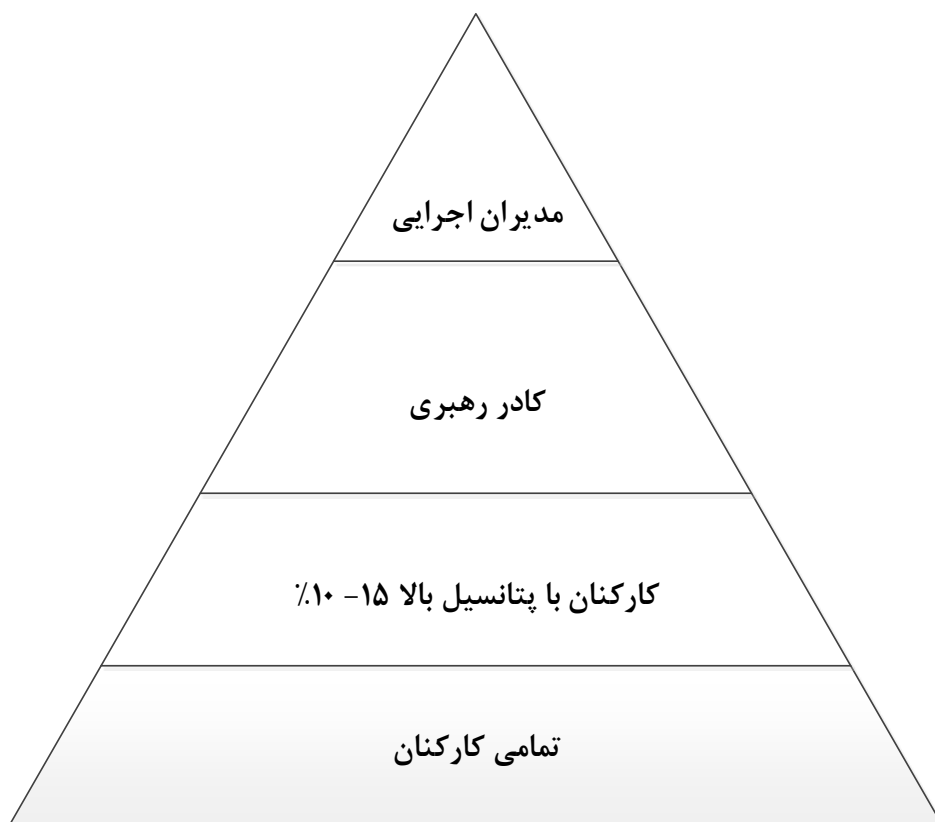 مدیران اجرایی
کادر رهبری
کارکنان با پتانسیل بالا ۱۵- ۱۰٪
تمامی کارکنان